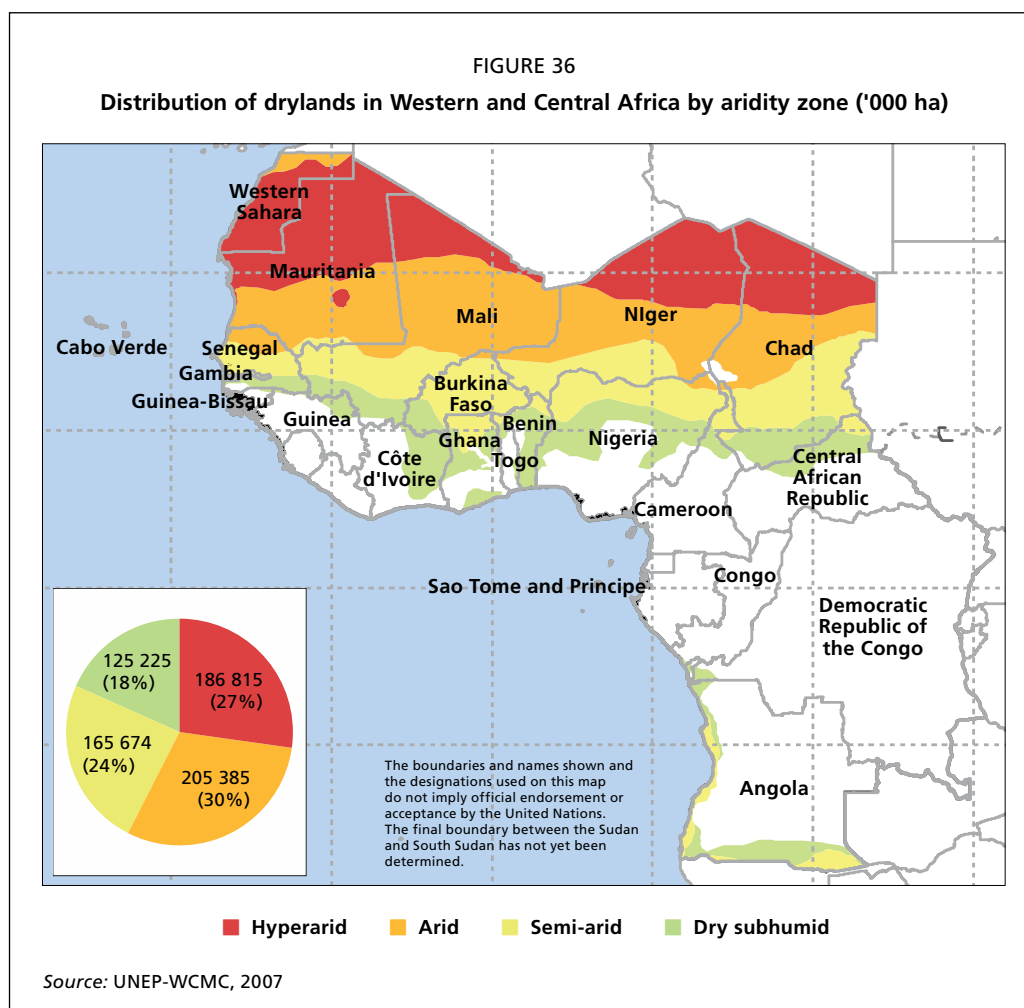 FIGURE 36
Distribution of drylands in Western and Central Africa by aridity zone ('000 ha)
Western
Sahara
Mauritania
Mali
NIger
Chad
Cabo Verde
Senegal
Gambia
Guinea-Bissau
Guinea
Burkina
Faso
Benin
Ghana
Togo
Nigeria
Côte
d'Ivoire
Central
African
Republic
Cameroon
Sao Tome and Principe
Congo
Democratic
Republic of
the Congo
Angola
125 225
(18%)
186 815
(27%)
165 674
(24%)
205 385
(30%)
The boundaries and names shown and
the designations used on this map
do not imply official endorsement or
acceptance by the United Nations.
The final boundary between the Sudan
and South Sudan has not yet been
determined.
Hyperarid
Arid
Semi-arid
Dry subhumid
Source: UNEP-WCMC, 2007